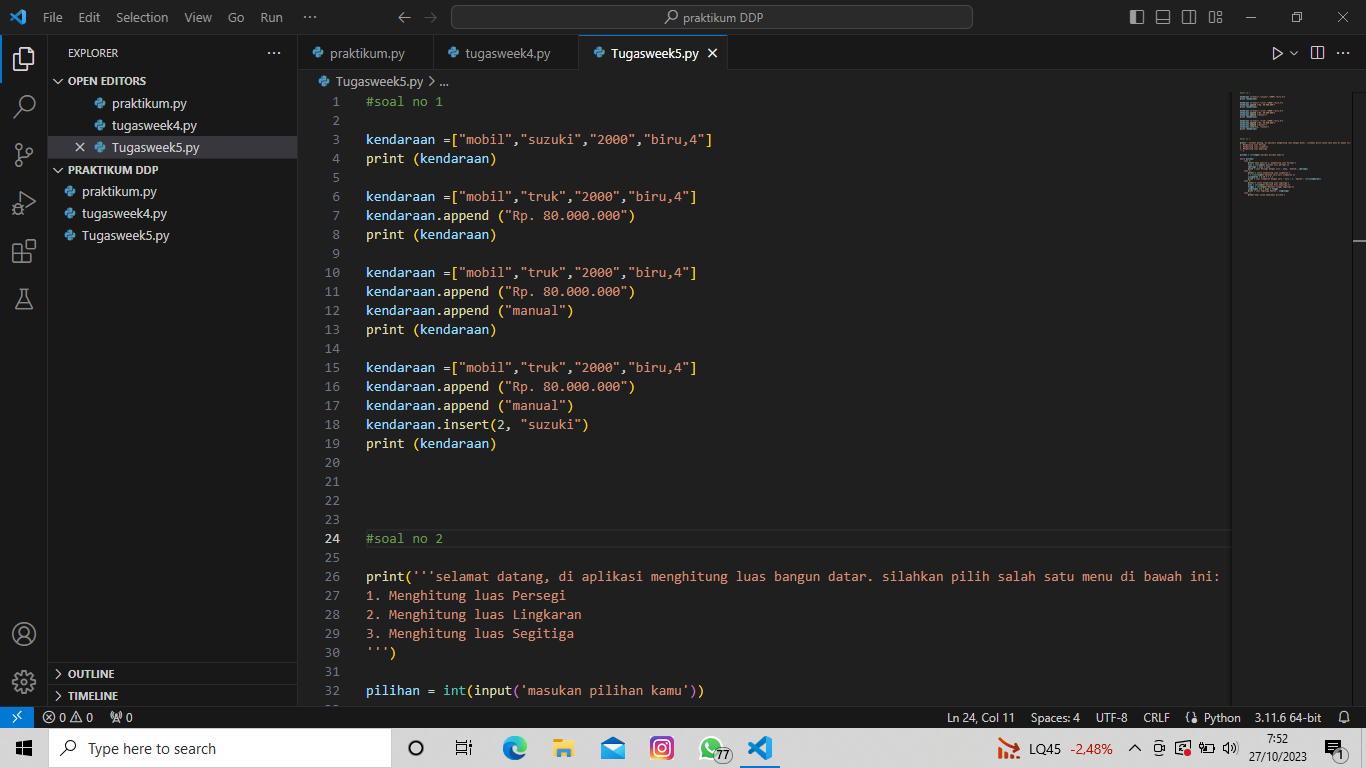 File Edit Selection View Go Run ··· praktikum DDP
EXPLORER ···
OPEN EDITORS
praktikum.py
tugasweek4.py
Tugasweek5.py
PRAKTIKUM DDP
praktikum.py
tugasweek4.py
Tugasweek5.py
OUTLINE
TIMELINE
praktikum.py tugasweek4.py Tugasweek5.py
Tugasweek5.py > ...
1 #soal no 1
2
3 kendaraan =["mobil","suzuki","2000","biru,4"]
4 print (kendaraan)
5
6 kendaraan =["mobil","truk","2000","biru,4"]
7 kendaraan.append ("Rp. 80.000.000")
8 print (kendaraan)
9
10 kendaraan =["mobil","truk","2000","biru,4"]
11 kendaraan.append ("Rp. 80.000.000")
12 kendaraan.append ("manual")
13 print (kendaraan)
14
15 kendaraan =["mobil","truk","2000","biru,4"]
16 kendaraan.append ("Rp. 80.000.000")
17 kendaraan.append ("manual")
18 kendaraan.insert(2, "suzuki")
19 print (kendaraan)
20
21
22
23
24 #soal no 2
25
26 print('''selamat datang, di aplikasi menghitung luas bangun datar. silahkan pilih salah satu menu di bawah ini:
27 1. Menghitung luas Persegi
28 2. Menghitung luas Lingkaran
29 3. Menghitung luas Segitiga
30 ''')
31
32 pilihan = int(input('masukan pilihan kamu'))
0 0 0 Ln 24, Col 11 Spaces: 4 UTF-8 CRLF Python 3.11.6 64-bit
Type here to search 77 LQ45 -2,48% 7:52
27/10/2023 1